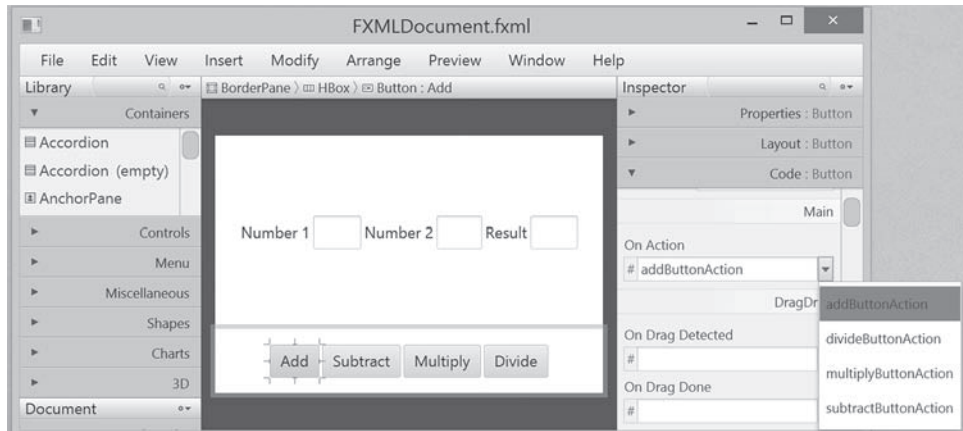 FXMLDocument.fxml
File Edit View Insert Modify Arrange Preview Window Help
Library
BorderPane HBox Button : Add
Inspector
Containers
Accordion
Accordion (empty)
AnchorPane
Controls
Menu
Miscellaneous
Shapes
Charts
3D
Document
Number 1 Number 2 Result
Add Subtract Multiply Divide
Properties : Button
Layout : Button
Code : Button
Main
On Action
# addButtonAction
DragDr
addButtonAction
divideButtonAction
multiplyButtonAction
subtractButtonAction
On Drag Detected
#
On Drag Done
#